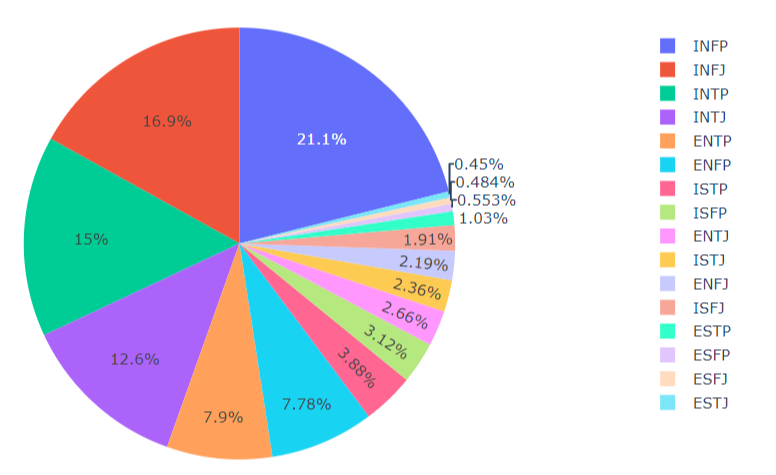 21.1%
16.9%
15%
12.6%
7.9%
7.78%
3.88%
3.12%
2.66%
2.36%
2.19%
1.91%
1.03%
0.553%
0.484%
0.45%
INFP
INFJ
INTP
INTJ
ENTP
ENFP
ISTP
ISFP
ENTJ
ISTJ
ENFJ
ISFJ
ESTP
ESFP
ESFJ
ESTJ